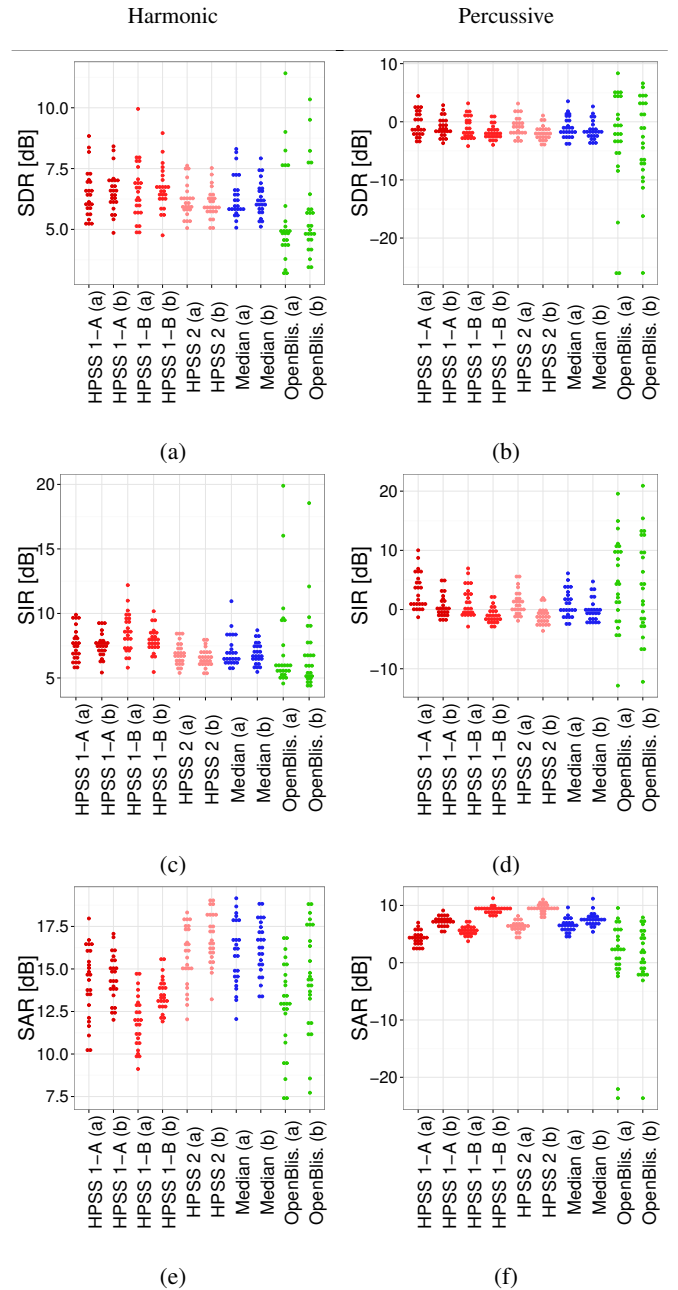 Harmonic Percussive
10.0
7.5
5.0
SDR [dB]
HPSS 1−A (a)
HPSS 1−A (b)
HPSS 1−B (a)
HPSS 1−B (b)
HPSS 2 (a)
HPSS 2 (b)
Median (a)
Median (b)
OpenBlis. (a)
OpenBlis. (b)
(a)
10
0
−10
−20
SDR [dB]
HPSS 1−A (a)
HPSS 1−A (b)
HPSS 1−B (a)
HPSS 1−B (b)
HPSS 2 (a)
HPSS 2 (b)
Median (a)
Median (b)
OpenBlis. (a)
OpenBlis. (b)
(b)
20
15
10
5
SIR [dB]
HPSS 1−A (a)
HPSS 1−A (b)
HPSS 1−B (a)
HPSS 1−B (b)
HPSS 2 (a)
HPSS 2 (b)
Median (a)
Median (b)
OpenBlis. (a)
OpenBlis. (b)
(c)
20
10
0
−10
SIR [dB]
HPSS 1−A (a)
HPSS 1−A (b)
HPSS 1−B (a)
HPSS 1−B (b)
HPSS 2 (a)
HPSS 2 (b)
Median (a)
Median (b)
OpenBlis. (a)
OpenBlis. (b)
(d)
17.5
15.0
12.5
10.0
7.5
SAR [dB]
HPSS 1−A (a)
HPSS 1−A (b)
HPSS 1−B (a)
HPSS 1−B (b)
HPSS 2 (a)
HPSS 2 (b)
Median (a)
Median (b)
OpenBlis. (a)
OpenBlis. (b)
(e)
10
0
−10
−20
SAR [dB]
HPSS 1−A (a)
HPSS 1−A (b)
HPSS 1−B (a)
HPSS 1−B (b)
HPSS 2 (a)
HPSS 2 (b)
Median (a)
Median (b)
OpenBlis. (a)
OpenBlis. (b)
(f)